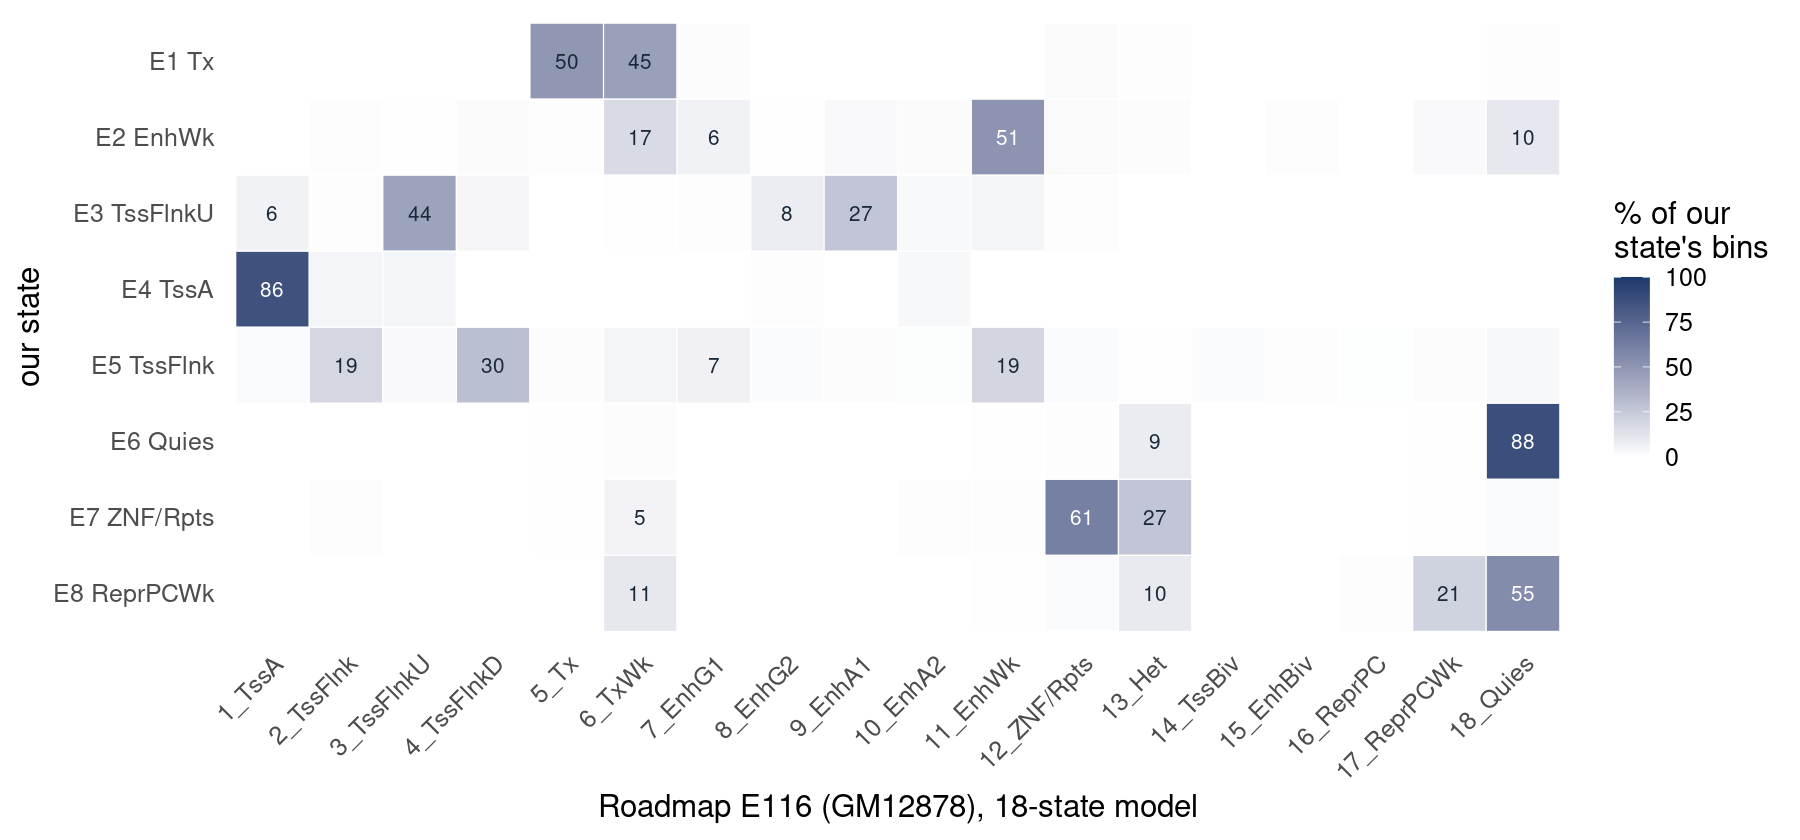 E1 Tx 50 45
E2 EnhWk 17 6 51 10
E3 TssFlnkU 6 44 8 27
E4 TssA 86
E5 TssFlnk 19 30 7 19
E6 Quies 9 88
E7 ZNF/Rpts 5 61 27
E8 ReprPCWk 11 10 21 55
our state
1_TssA
2_TssFlnk
3_TssFlnkU
4_TssFlnkD
5_Tx
6_TxWk
7_EnhG1
8_EnhG2
9_EnhA1
10_EnhA2
11_EnhWk
12_ZNF/Rpts
13_Het
14_TssBiv
15_EnhBiv
16_ReprPC
17_ReprPCWk
18_Quies
Roadmap E116 (GM12878), 18-state model
% of our
state's bins
100
75
50
25
0